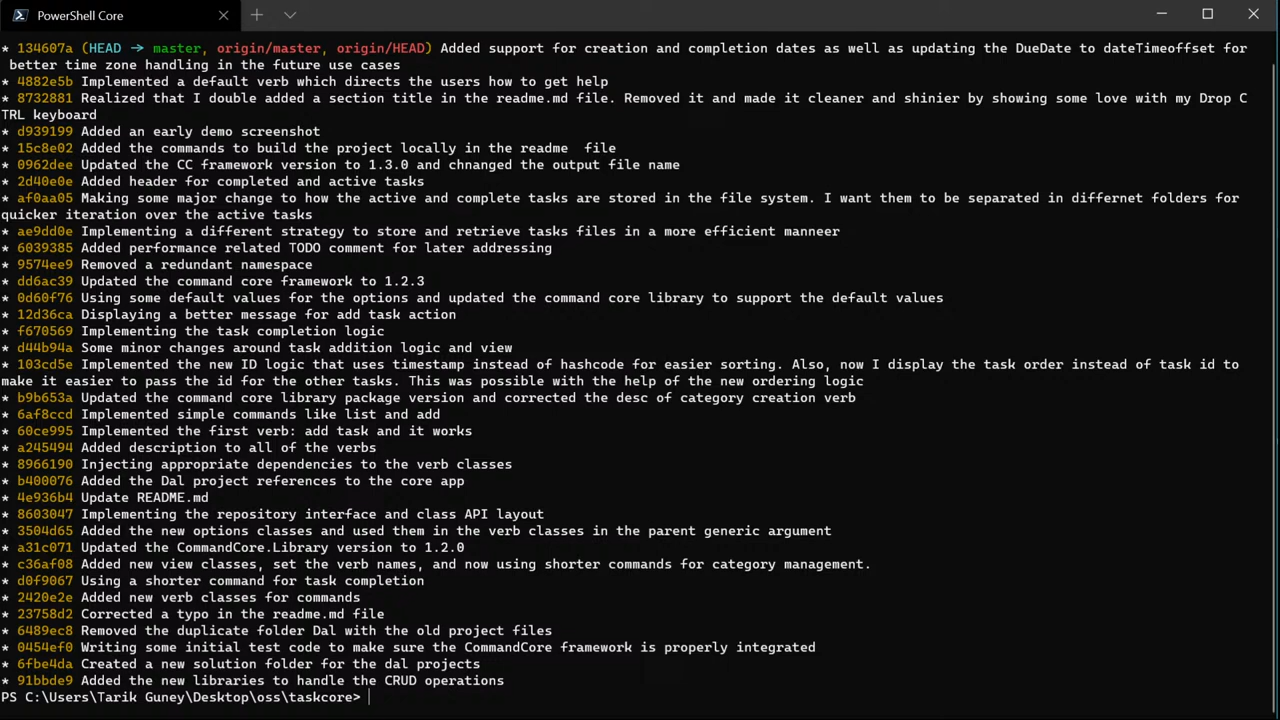 PowerShell Core
* 134607a (HEAD -> master, origin/master, origin/HEAD) Added support for creation and completion dates as well as updating the DueDate to dateTimeoffset for
better time zone handling in the future use cases
* 4882e5b Implemented a default verb which directs the users how to get help
* 8732881 Realized that I double added a section title in the readme.md file. Removed it and made it cleaner and shinier by showing some love with my Drop C
TRL keyboard
* d939199 Added an early demo screenshot
* 15c8e02 Added the commands to build the project locally in the readme  file
* 0962dee Updated the CC framework version to 1.3.0 and chnanged the output file name
* 2d40e0e Added header for completed and active tasks
* af0aa05 Making some major change to how the active and complete tasks are stored in the file system. I want them to be separated in differnet folders for
quicker iteration over the active tasks
* ae9dd0e Implementing a different strategy to store and retrieve tasks files in a more efficient manneer
* 6039385 Added performance related TODO comment for later addressing
* 9574ee9 Removed a redundant namespace
* dd6ac39 Updated the command core framework to 1.2.3
* 0d60f76 Using some default values for the options and updated the command core library to support the default values
* 12d36ca Displaying a better message for add task action
* f670569 Implementing the task completion logic
* d44b94a Some minor changes around task addition logic and view
* 103cd5e Implemented the new ID logic that uses timestamp instead of hashcode for easier sorting. Also, now I display the task order instead of task id to
make it easier to pass the id for the other tasks. This was possible with the help of the new ordering logic
* b9b653a Updated the command core library package version and corrected the desc of category creation verb
* 6af8ccd Implemented simple commands like list and add
* 60ce995 Implemented the first verb: add task and it works
* a245494 Added description to all of the verbs
* 8966190 Injecting appropriate dependencies to the verb classes
* b400076 Added the Dal project references to the core app
* 4e936b4 Update README.md
* 8603047 Implementing the repository interface and class API layout
* 3504d65 Added the new options classes and used them in the verb classes in the parent generic argument
* a31c071 Updated the CommandCore.Library version to 1.2.0
* c36af08 Added new view classes, set the verb names, and now using shorter commands for category management.
* d0f9067 Using a shorter command for task completion
* 2420e2e Added new verb classes for commands
* 23758d2 Corrected a typo in the readme.md file
* 6489ec8 Removed the duplicate folder Dal with the old project files
* 0454ef0 Writing some initial test code to make sure the CommandCore framework is properly integrated
* 6fbe4da Created a new solution folder for the dal projects
* 91bbde9 Added the new libraries to handle the CRUD operations
PS C:\Users\Tarik Guney\Desktop\oss\taskcore>